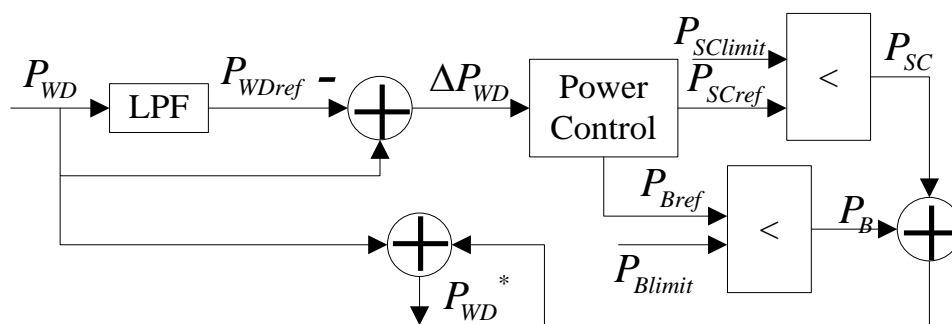 P_WD
LPF
P_WDref
−
ΔP_WD
Power
Control
P_SClimit
P_SCref
<
P_SC
P_Bref
P_Blimit
<
P_B
P_WD*